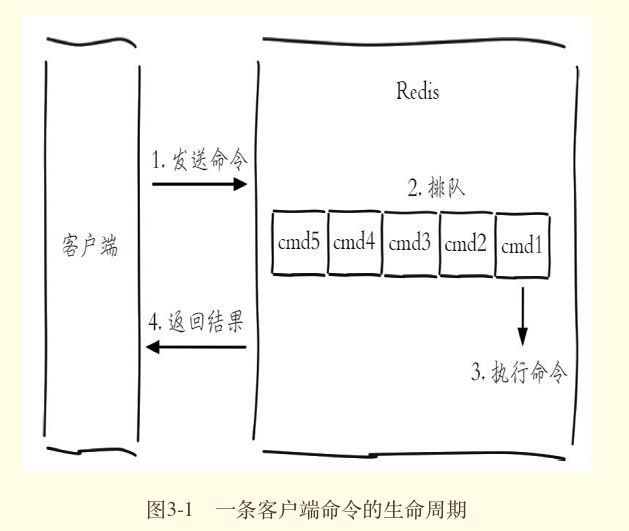 Redis
1. 发送命令
2. 排队
客户端
cmd5 cmd4 cmd3 cmd2 cmd1
4. 返回结果
3. 执行命令
图3-1 一条客户端命令的生命周期